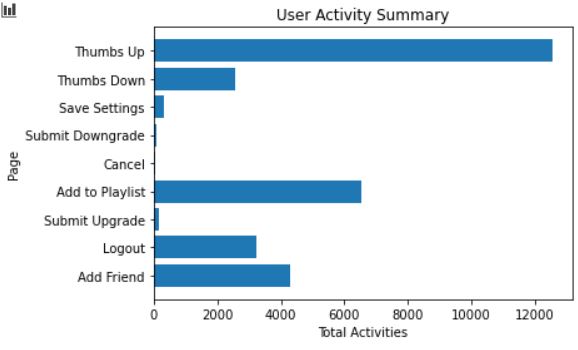 User Activity Summary
Thumbs Up
Thumbs Down
Save Settings
Submit Downgrade
Cancel
Add to Playlist
Submit Upgrade
Logout
Add Friend
Page
0 2000 4000 6000 8000 10000 12000
Total Activities